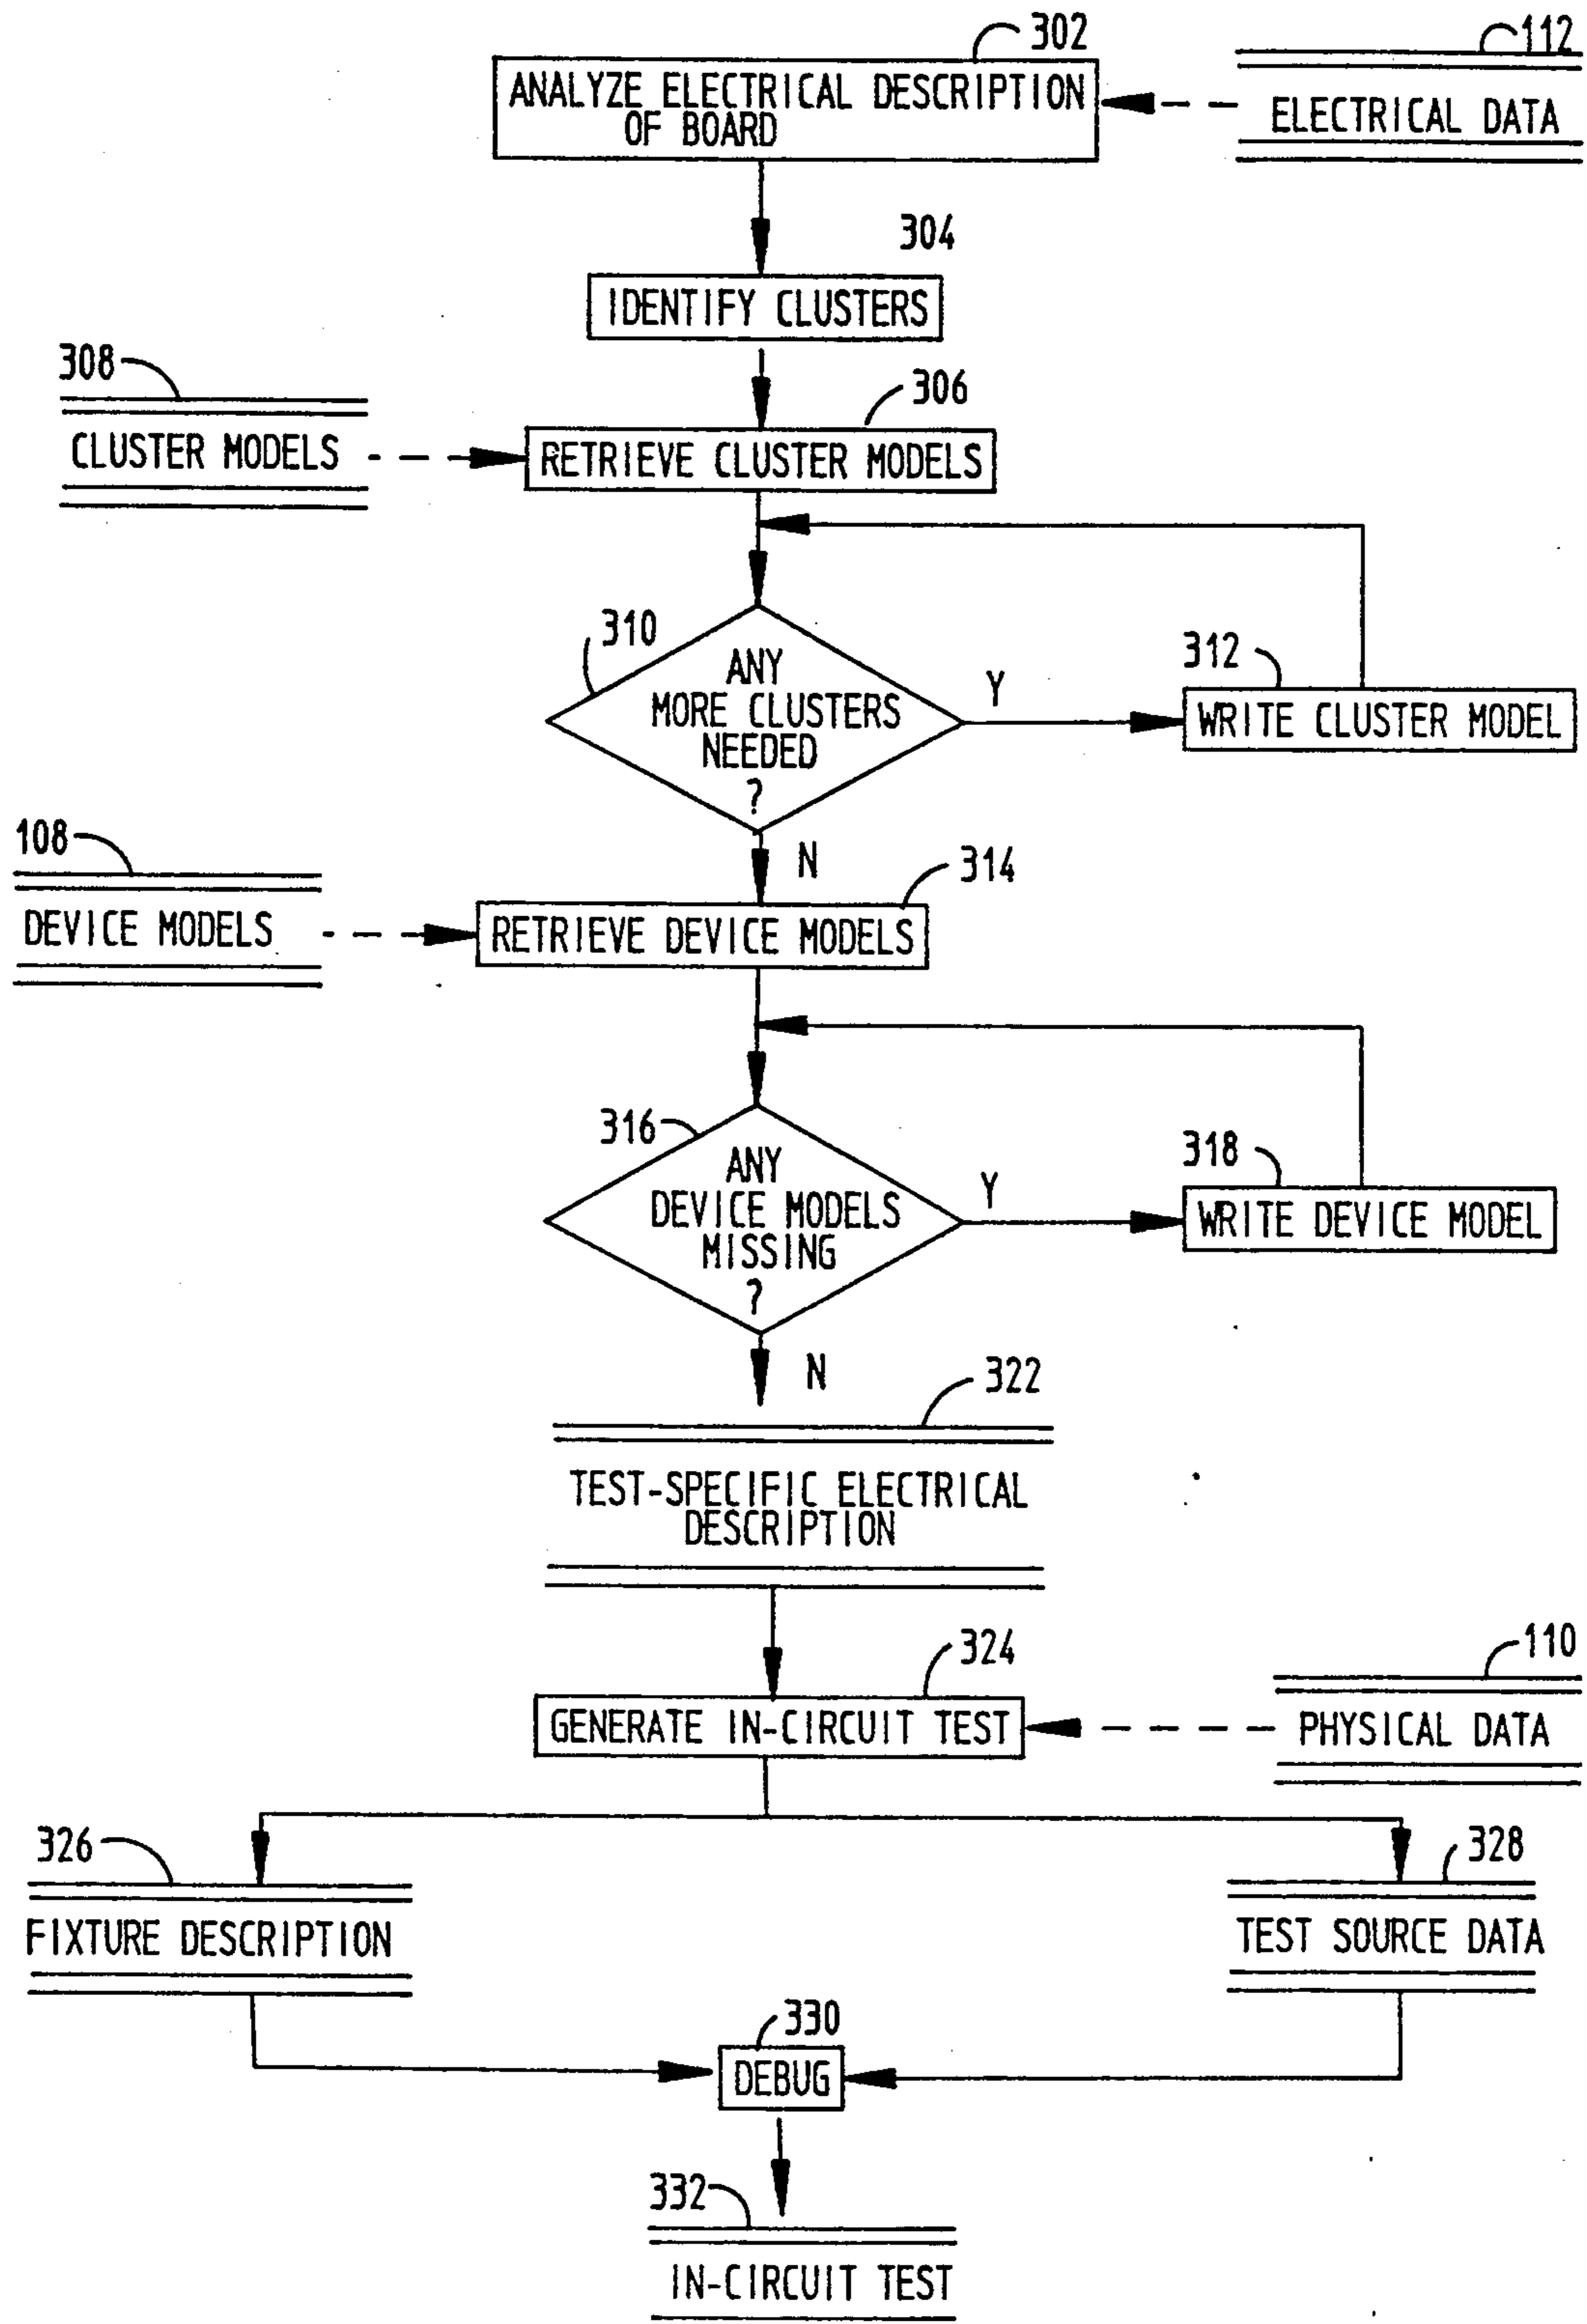 302
112
ANALYZE ELECTRICAL DESCRIPTION
OF BOARD
ELECTRICAL DATA
304
IDENTIFY CLUSTERS
308
306
CLUSTER MODELS
RETRIEVE CLUSTER MODELS
310
ANY
MORE CLUSTERS
NEEDED
?
Y
312
WRITE CLUSTER MODEL
N
108
314
DEVICE MODELS
RETRIEVE DEVICE MODELS
316
ANY
DEVICE MODELS
MISSING
?
Y
318
WRITE DEVICE MODEL
N
322
TEST-SPECIFIC ELECTRICAL
DESCRIPTION
324
110
GENERATE IN-CIRCUIT TEST
PHYSICAL DATA
326
328
FIXTURE DESCRIPTION
TEST SOURCE DATA
330
DEBUG
332
IN-CIRCUIT TEST